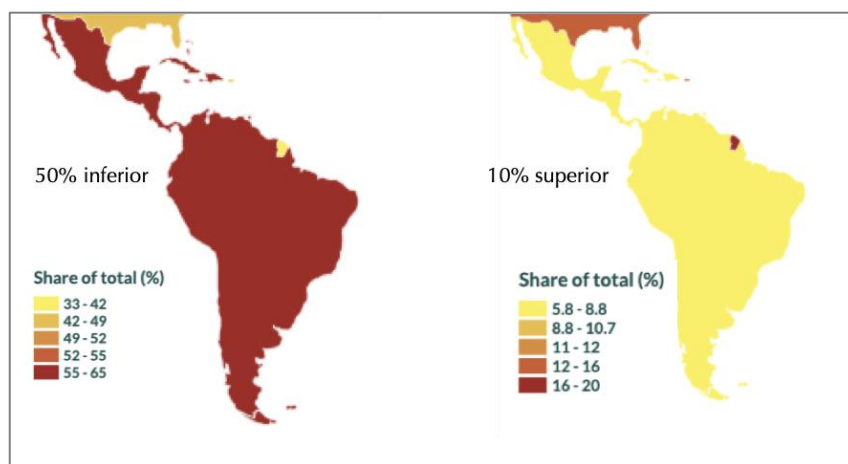 50% inferior
Share of total (%)
33 - 42
42 - 49
49 - 52
52 - 55
55 - 65
10% superior
Share of total (%)
5.8 - 8.8
8.8 - 10.7
11 - 12
12 - 16
16 - 20